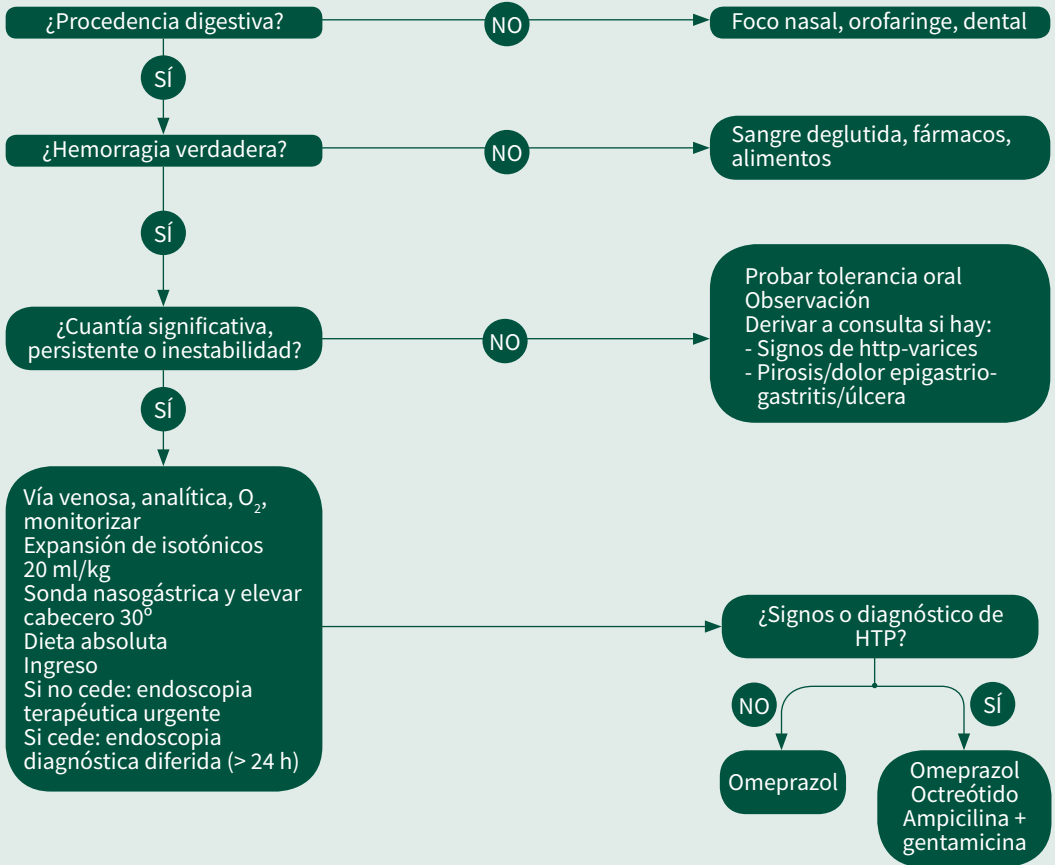 ¿Procedencia digestiva?
NO
Foco nasal, orofaringe, dental
SÍ
¿Hemorragia verdadera?
NO
Sangre deglutida, fármacos,
alimentos
SÍ
¿Cuantía significativa,
persistente o inestabilidad?
NO
Probar tolerancia oral
Observación
Derivar a consulta si hay:
- Signos de http-varices
- Pirosis/dolor epigastrio-
gastritis/úlcera
SÍ
Vía venosa, analítica, O₂,
monitorizar
Expansión de isotónicos
20 ml/kg
Sonda nasogástrica y elevar
cabecero 30º
Dieta absoluta
Ingreso
Si no cede: endoscopia
terapéutica urgente
Si cede: endoscopia
diagnóstica diferida (> 24 h)
¿Signos o diagnóstico de
HTP?
NO
SÍ
Omeprazol
Omeprazol
Octreótido
Ampicilina +
gentamicina